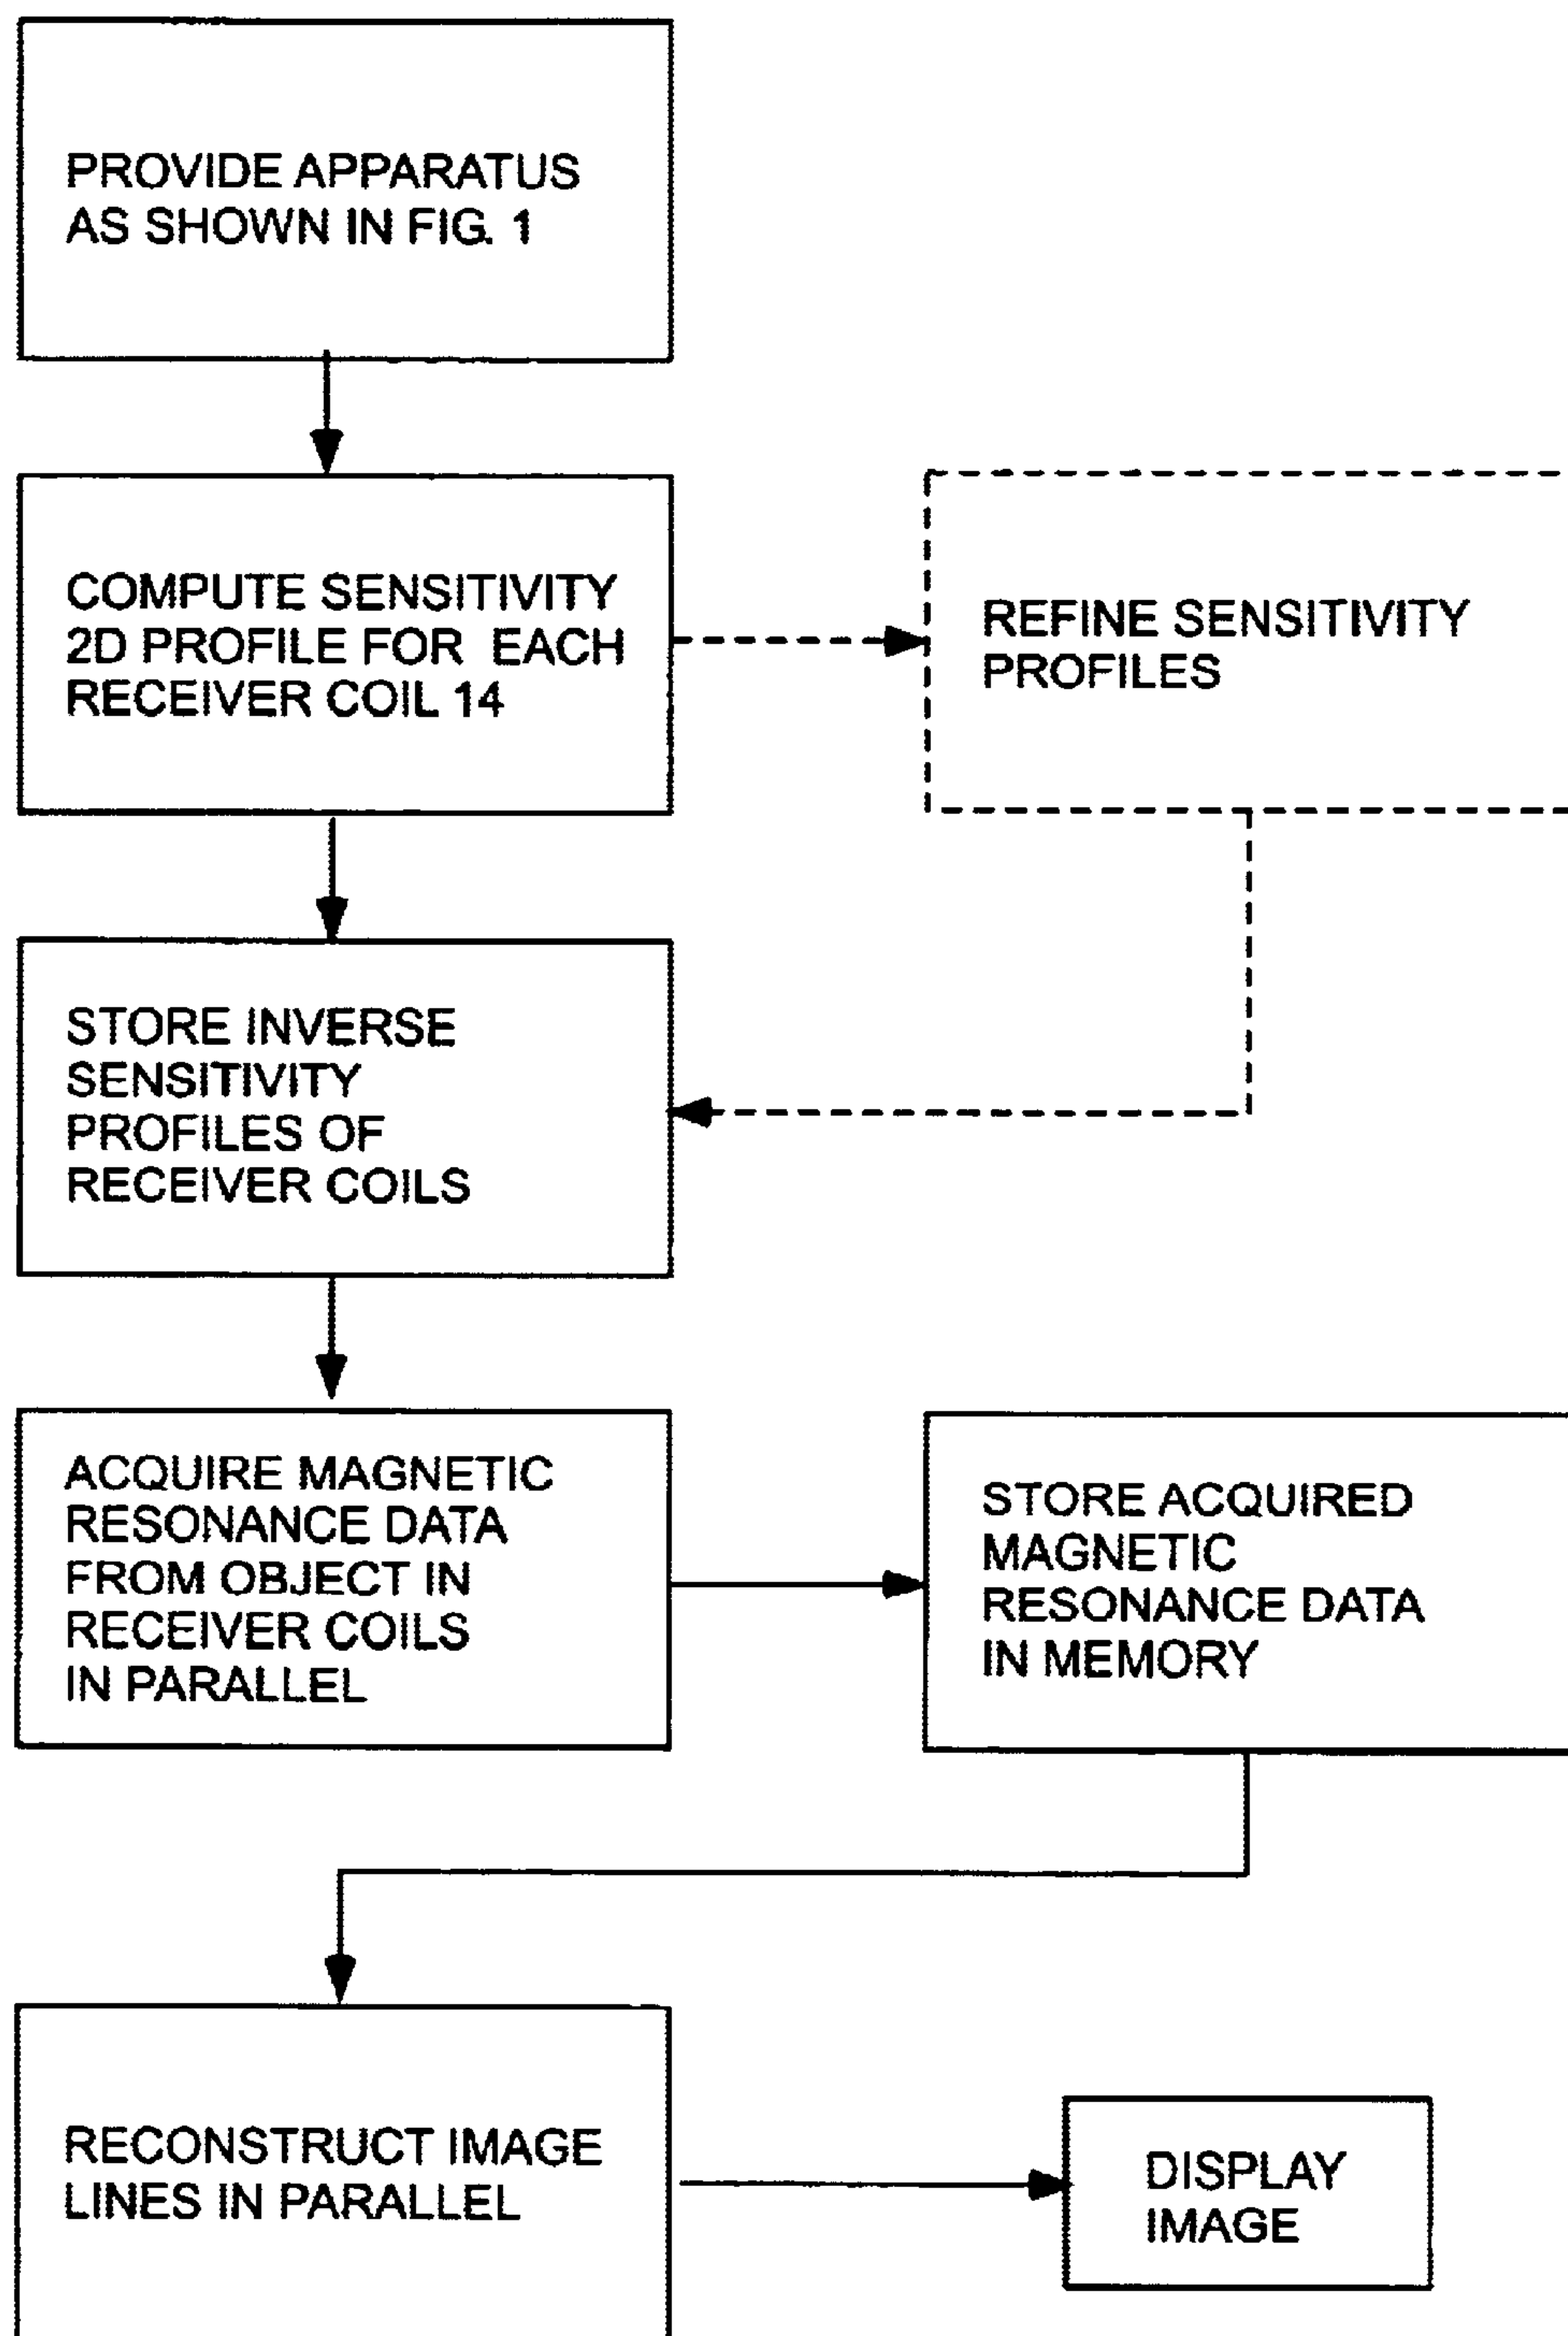 PROVIDE APPARATUS
AS SHOWN IN FIG. 1
COMPUTE SENSITIVITY
2D PROFILE FOR EACH
RECEIVER COIL 14
REFINE SENSITIVITY
PROFILES
STORE INVERSE
SENSITIVITY
PROFILES OF
RECEIVER COILS
ACQUIRE MAGNETIC
RESONANCE DATA
FROM OBJECT IN
RECEIVER COILS
IN PARALLEL
STORE ACQUIRED
MAGNETIC
RESONANCE DATA
IN MEMORY
RECONSTRUCT IMAGE
LINES IN PARALLEL
DISPLAY
IMAGE